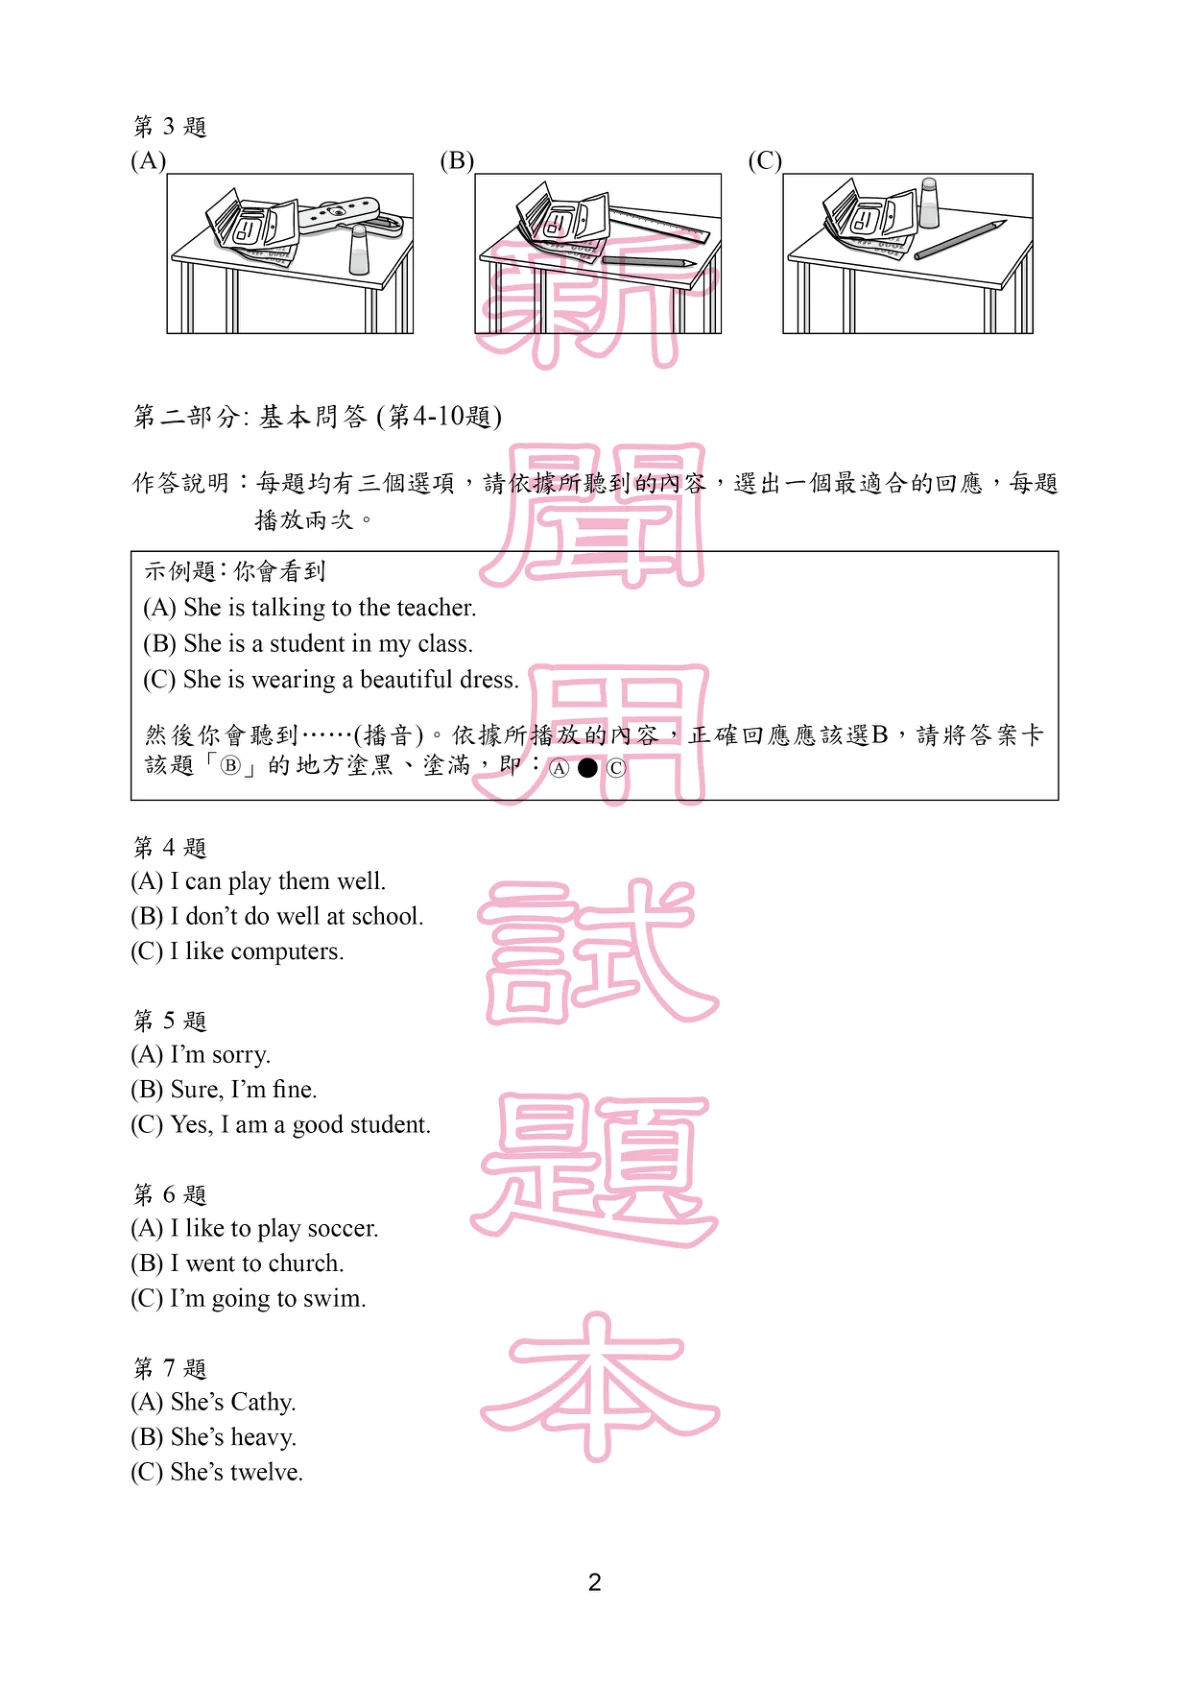 第 3 題
(A) (B) (C)
第二部分: 基本問答 (第4-10題)
作答說明：每題均有三個選項，請依據所聽到的內容，選出一個最適合的回應，每題
播放兩次。
示例題：你會看到
(A) She is talking to the teacher.
(B) She is a student in my class.
(C) She is wearing a beautiful dress.
然後你會聽到⋯⋯(播音)。依據所播放的內容，正確回應應該選B，請將答案卡
該題「Ⓑ」的地方塗黑、塗滿，即：Ⓐ ● Ⓒ
第 4 題
(A) I can play them well.
(B) I don’t do well at school.
(C) I like computers.
第 5 題
(A) I’m sorry.
(B) Sure, I’m fine.
(C) Yes, I am a good student.
第 6 題
(A) I like to play soccer.
(B) I went to church.
(C) I’m going to swim.
第 7 題
(A) She’s Cathy.
(B) She’s heavy.
(C) She’s twelve.
2
新聞用試題本